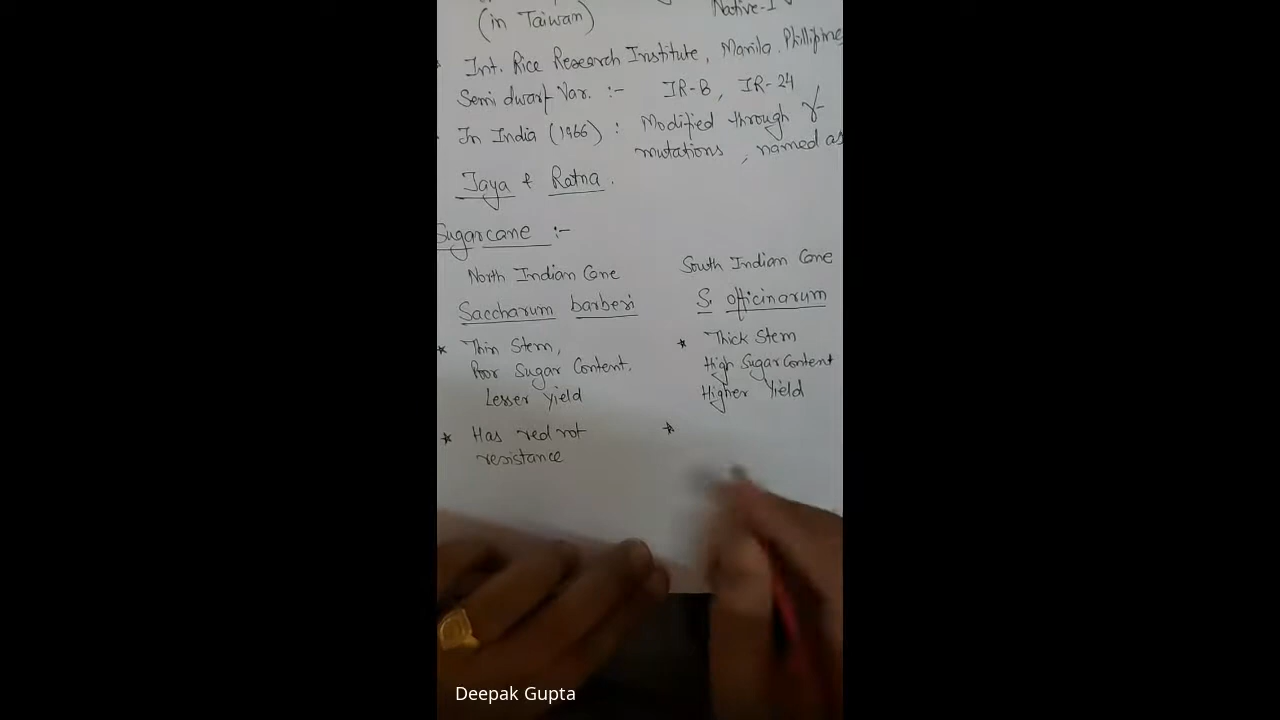 (in Taiwan) Native-I
Int. Rice Research Institute, Manila. Phillipines
Semi dwarf Var. :- IR-B, IR-24
In India (1966) : Modified through γ-
mutations, named as
Jaya & Ratna.
Sugarcane :-
North Indian Cane South Indian Cane
Saccharum barberi S. officinarum
* Thin Stem, * Thick Stem
Poor Sugar Content. High Sugar Content
Lesser Yield Higher Yield
* Has red rot *
resistance
Deepak Gupta